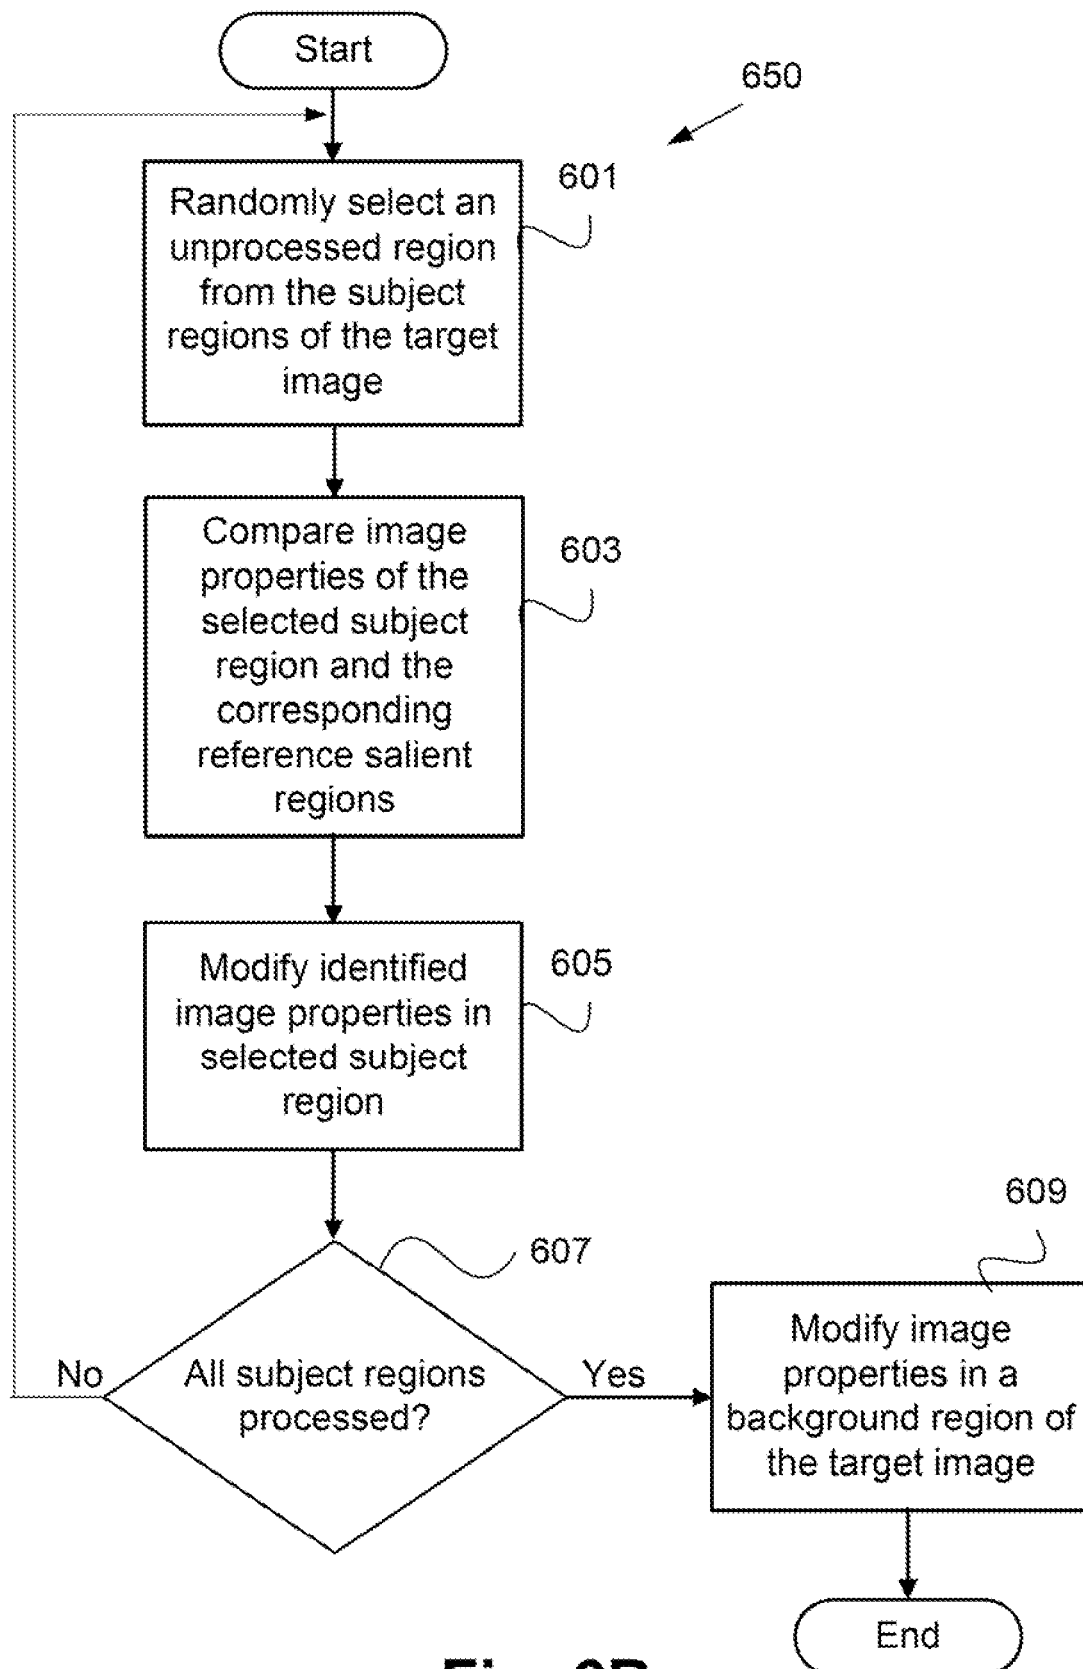 Start
650
601
Randomly select an
unprocessed region
from the subject
regions of the target
image
603
Compare image
properties of the
selected subject
region and the
corresponding
reference salient
regions
605
Modify identified
image properties in
selected subject
region
607
609
No
All subject regions
processed?
Yes
Modify image
properties in a
background region of
the target image
End